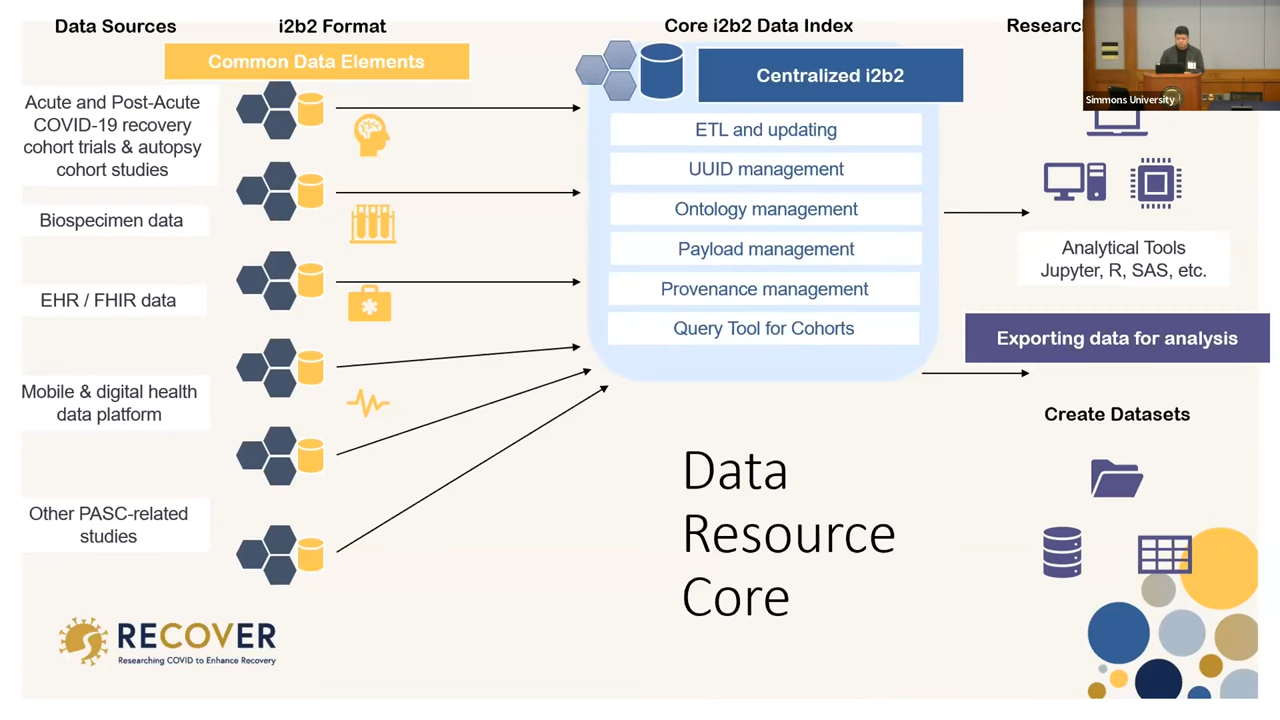 Data Sources
i2b2 Format
Core i2b2 Data Index
Common Data Elements
Centralized i2b2
Simmons University
Acute and Post-Acute
COVID-19 recovery
cohort trials & autopsy
cohort studies
Biospecimen data
EHR / FHIR data
Mobile & digital health
data platform
Other PASC-related
studies
ETL and updating
UUID management
Ontology management
Payload management
Provenance management
Query Tool for Cohorts
Analytical Tools
Jupyter, R, SAS, etc.
Exporting data for analysis
Create Datasets
Data
Resource
Core
RECOVER
Researching COVID to Enhance Recovery